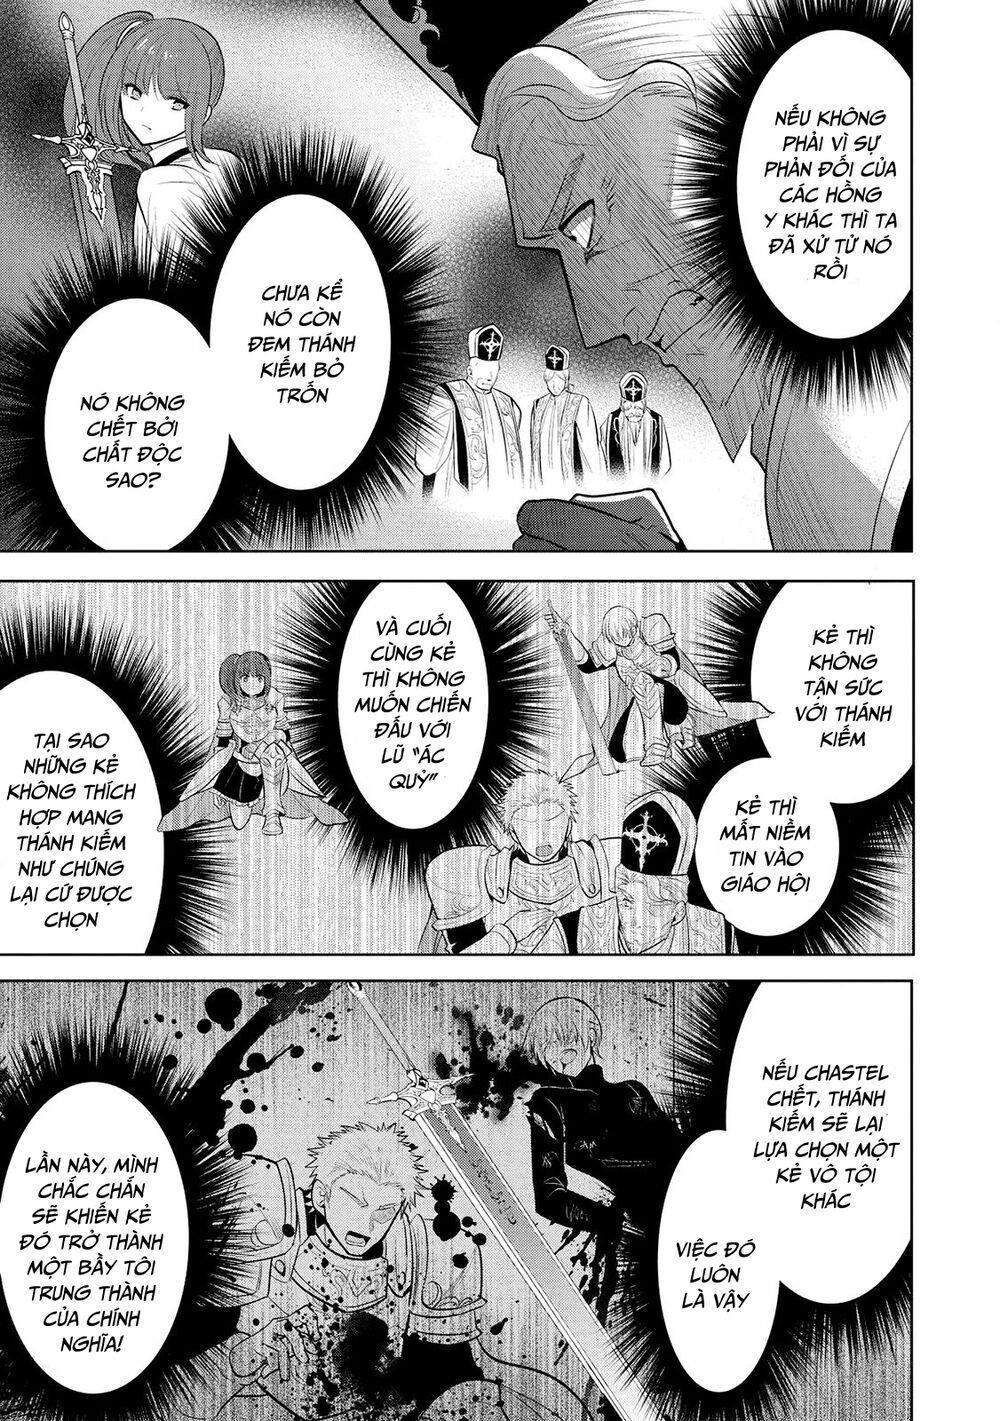 NẾU KHÔNG
PHẢI VÌ SỰ
PHẢN ĐỐI CỦA
CÁC HỒNG
Y KHÁC THÌ TA
ĐÃ XỬ TỬ NÓ
RỒI
CHƯA KỂ
NÓ CÒN
ĐEM THÁNH
KIẾM BỎ
TRỐN
NÓ KHÔNG
CHẾT BỞI
CHẤT ĐỘC
SAO?
KẺ THÌ
KHÔNG
TẬN SỨC
VỚI THÁNH
KIẾM
KẺ THÌ
MẤT NIỀM
TIN VÀO
GIÁO HỘI
VÀ CUỐI
CÙNG KẺ
THÌ KHÔNG
MUỐN CHIẾN
ĐẤU VỚI
LŨ "ÁC
QUỶ"
TẠI SAO
NHỮNG KẺ
KHÔNG THÍCH
HỢP MANG
THÁNH KIẾM
NHƯ CHÚNG
LẠI CỨ ĐƯỢC
CHỌN
NẾU CHASTEL
CHẾT, THÁNH
KIẾM SẼ LẠI
LỰA CHỌN MỘT
KẺ VÔ TỘI
KHÁC
VIỆC ĐÓ
LUÔN
LÀ VẬY
LẦN NÀY, MÌNH
CHẮC CHẮN
SẼ KHIẾN KẺ
ĐÓ TRỞ THÀNH
MỘT BẦY TÔI
TRUNG THÀNH
CỦA CHÍNH
NGHĨA!